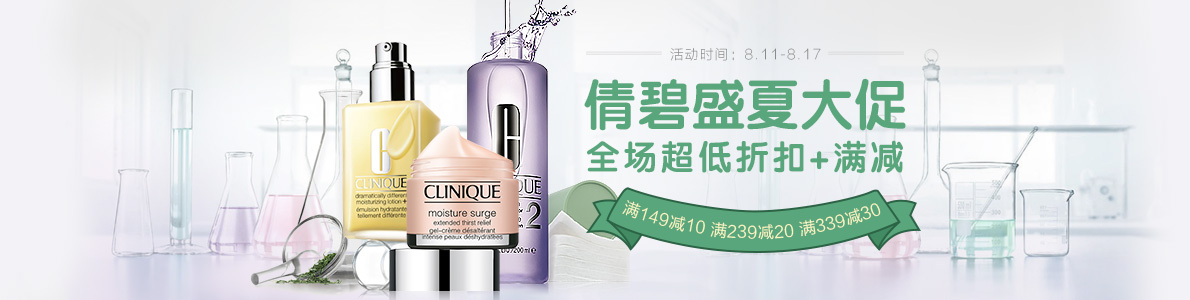 活动时间：8.11-8.17
倩碧盛夏大促
全场超低折扣+满减
满149减10 满239减20 满339减30
CLINIQUE
dramatically different
moisturizing lotion+
émulsion hydratante
tellement différente
CLINIQUE
moisture surge
extended thirst relief
gel-crème désaltérant
intense peaux déshydratées
2